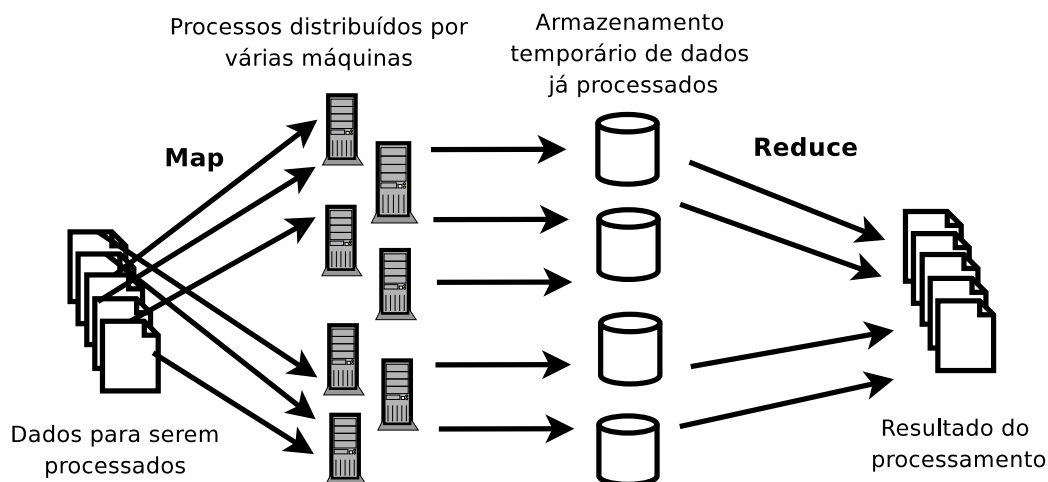 Processos distribuídos por
várias máquinas
Armazenamento
temporário de dados
já processados
Map
Reduce
Dados para serem
processados
Resultado do
processamento